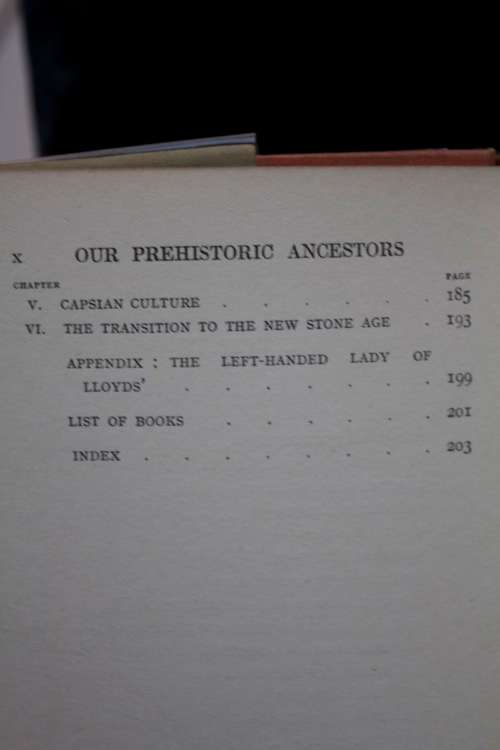 x OUR PREHISTORIC ANCESTORS
CHAPTER PAGE
V. CAPSIAN CULTURE . . . . . . 185
VI. THE TRANSITION TO THE NEW STONE AGE . 193
APPENDIX : THE LEFT-HANDED LADY OF
LLOYDS' . . . . . . . 199
LIST OF BOOKS . . . . . . 201
INDEX . . . . . . . . 203